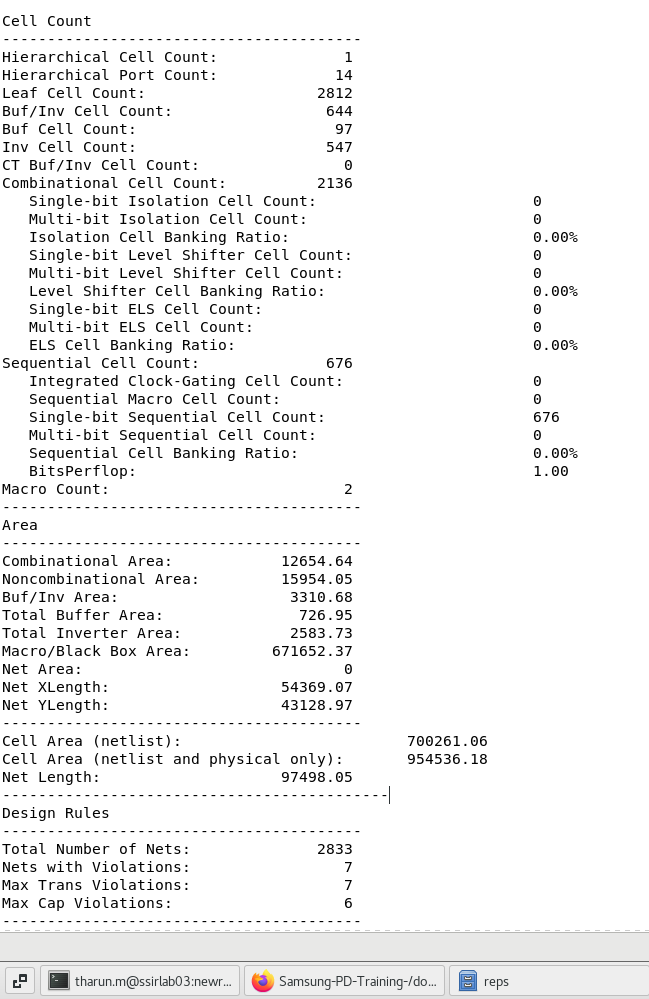 Cell Count
----------------------------------------
Hierarchical Cell Count:              1
Hierarchical Port Count:             14
Leaf Cell Count:                   2812
Buf/Inv Cell Count:                 644
Buf Cell Count:                      97
Inv Cell Count:                     547
CT Buf/Inv Cell Count:                0
Combinational Cell Count:          2136
   Single-bit Isolation Cell Count:                        0
   Multi-bit Isolation Cell Count:                         0
   Isolation Cell Banking Ratio:                           0.00%
   Single-bit Level Shifter Cell Count:                    0
   Multi-bit Level Shifter Cell Count:                     0
   Level Shifter Cell Banking Ratio:                       0.00%
   Single-bit ELS Cell Count:                              0
   Multi-bit ELS Cell Count:                               0
   ELS Cell Banking Ratio:                                 0.00%
Sequential Cell Count:              676
   Integrated Clock-Gating Cell Count:                     0
   Sequential Macro Cell Count:                            0
   Single-bit Sequential Cell Count:                       676
   Multi-bit Sequential Cell Count:                        0
   Sequential Cell Banking Ratio:                          0.00%
   BitsPerflop:                                            1.00
Macro Count:                          2
----------------------------------------
Area
----------------------------------------
Combinational Area:            12654.64
Noncombinational Area:         15954.05
Buf/Inv Area:                   3310.68
Total Buffer Area:               726.95
Total Inverter Area:            2583.73
Macro/Black Box Area:         671652.37
Net Area:                             0
Net XLength:                   54369.07
Net YLength:                   43128.97
----------------------------------------
Cell Area (netlist):                         700261.06
Cell Area (netlist and physical only):       954536.18
Net Length:                    97498.05
-------------------------------------------
Design Rules
----------------------------------------
Total Number of Nets:              2833
Nets with Violations:                 7
Max Trans Violations:                 7
Max Cap Violations:                   6
----------------------------------------
tharun.m@ssirlab03:newr... Samsung-PD-Training-/do... reps